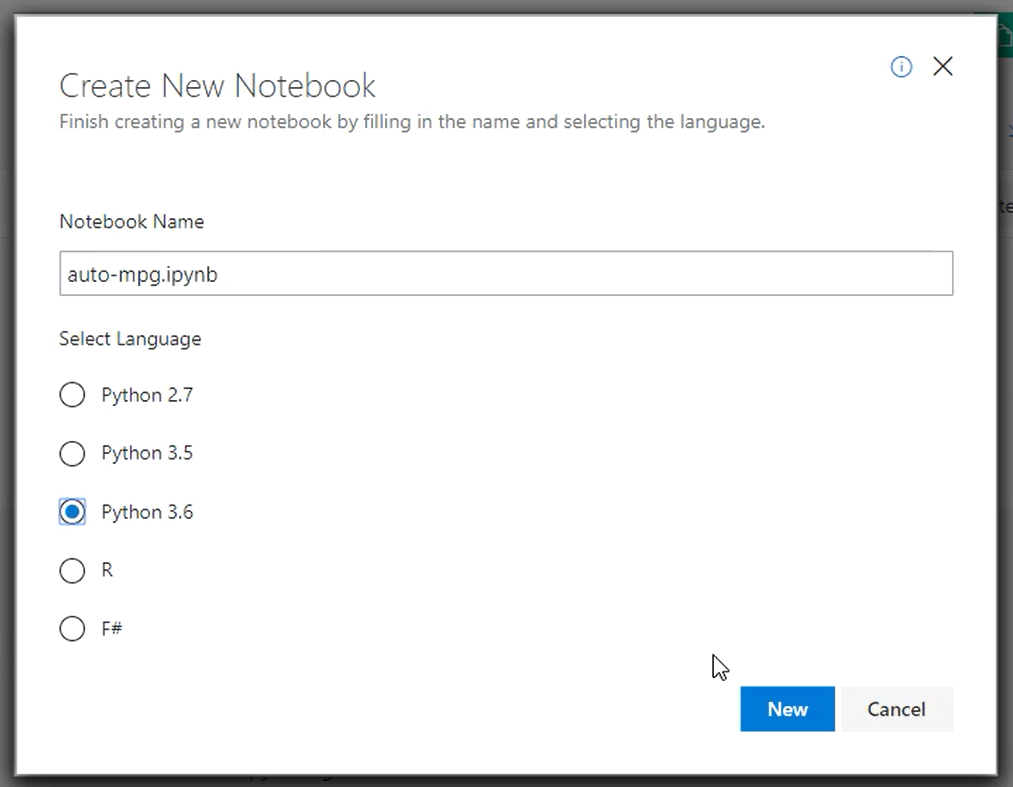 Create New Notebook
Finish creating a new notebook by filling in the name and selecting the language.
Notebook Name
auto-mpg.ipynb
Select Language
Python 2.7
Python 3.5
Python 3.6
R
F#
New
Cancel